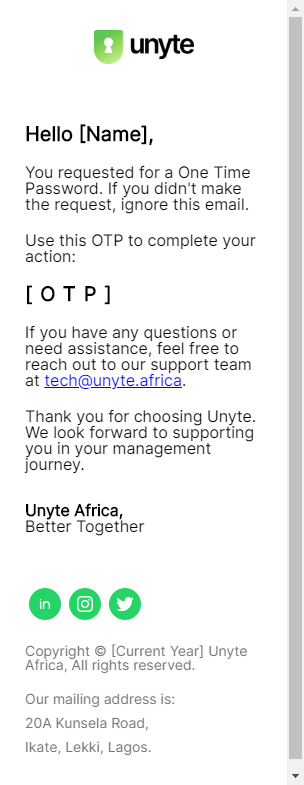 unyte
Hello [Name],
You requested for a One Time
Password. If you didn't make
the request, ignore this email.
Use this OTP to complete your
action:
[ O T P ]
If you have any questions or
need assistance, feel free to
reach out to our support team
at tech@unyte.africa.
Thank you for choosing Unyte.
We look forward to supporting
you in your management
journey.
Unyte Africa,
Better Together
in
Copyright © [Current Year] Unyte
Africa, All rights reserved.
Our mailing address is:
20A Kunsela Road,
Ikate, Lekki, Lagos.